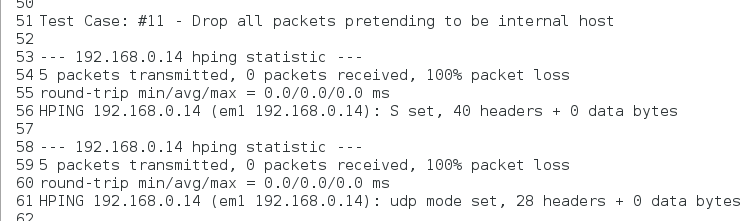 50
51 Test Case: #11 - Drop all packets pretending to be internal host
52
53 --- 192.168.0.14 hping statistic ---
54 5 packets transmitted, 0 packets received, 100% packet loss
55 round-trip min/avg/max = 0.0/0.0/0.0 ms
56 HPING 192.168.0.14 (em1 192.168.0.14): S set, 40 headers + 0 data bytes
57
58 --- 192.168.0.14 hping statistic ---
59 5 packets transmitted, 0 packets received, 100% packet loss
60 round-trip min/avg/max = 0.0/0.0/0.0 ms
61 HPING 192.168.0.14 (em1 192.168.0.14): udp mode set, 28 headers + 0 data bytes
62